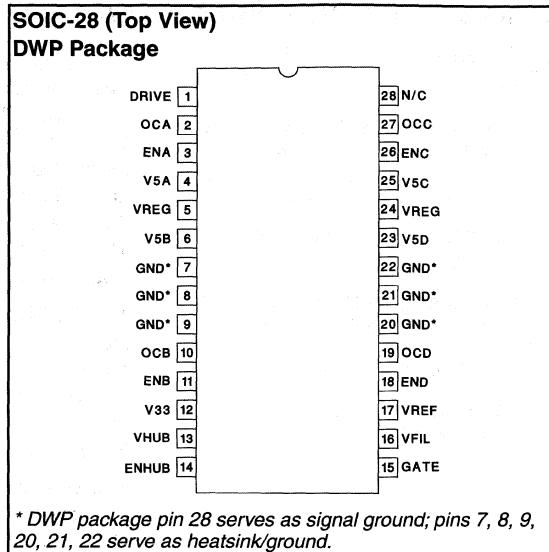 SOIC-28 (Top View)
DWP Package
DRIVE 1 28 N/C
OCA 2 27 OCC
ENA 3 26 ENC
V5A 4 25 V5C
VREG 5 24 VREG
V5B 6 23 V5D
GND* 7 22 GND*
GND* 8 21 GND*
GND* 9 20 GND*
OCB 10 19 OCD
ENB 11 18 END
V33 12 17 VREF
VHUB 13 16 VFIL
ENHUB 14 15 GATE
* DWP package pin 28 serves as signal ground; pins 7, 8, 9,
20, 21, 22 serve as heatsink/ground.